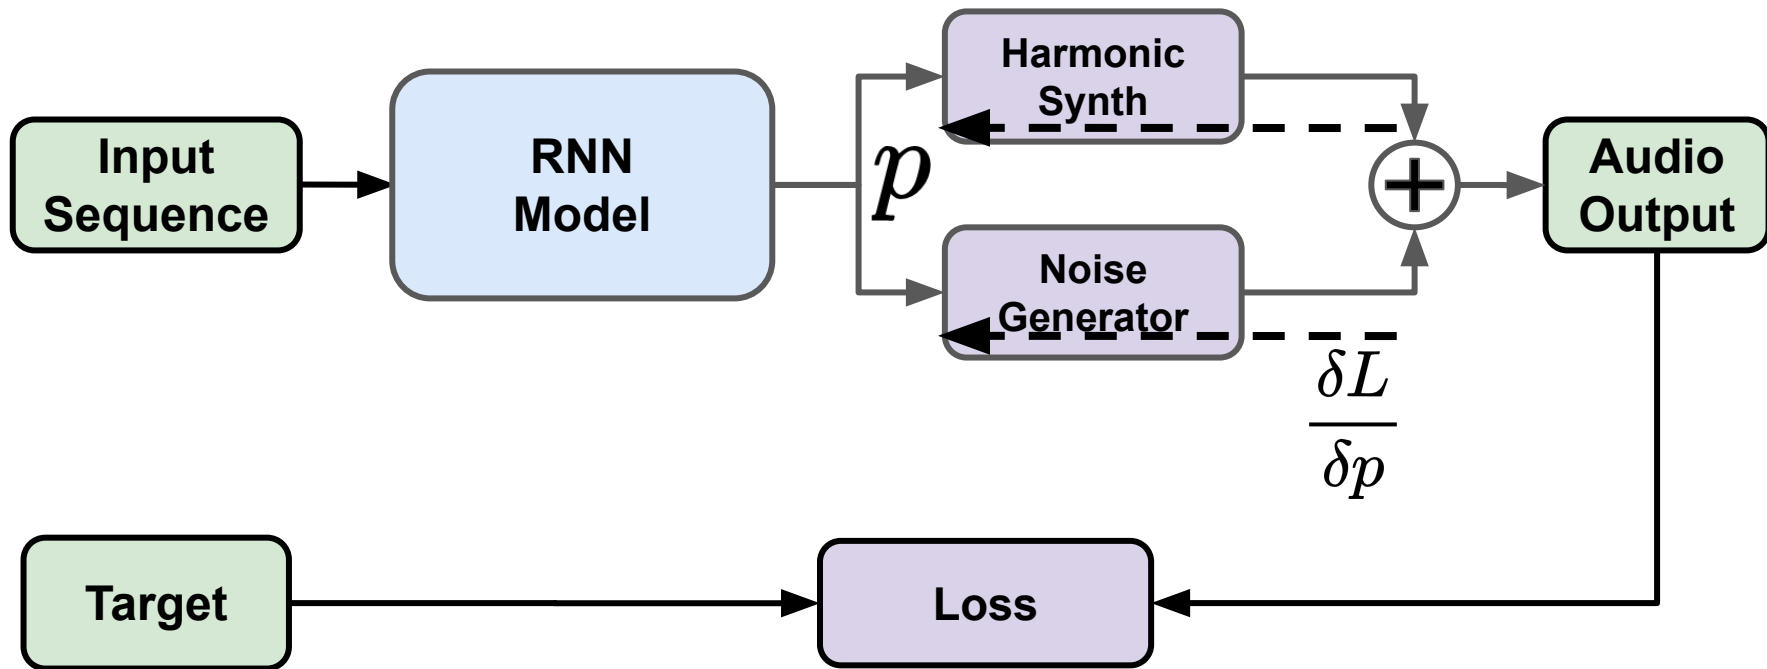 Input
Sequence
RNN
Model
p
Harmonic
Synth
Noise
Generator
+
Audio
Output
δL
δp
Target
Loss